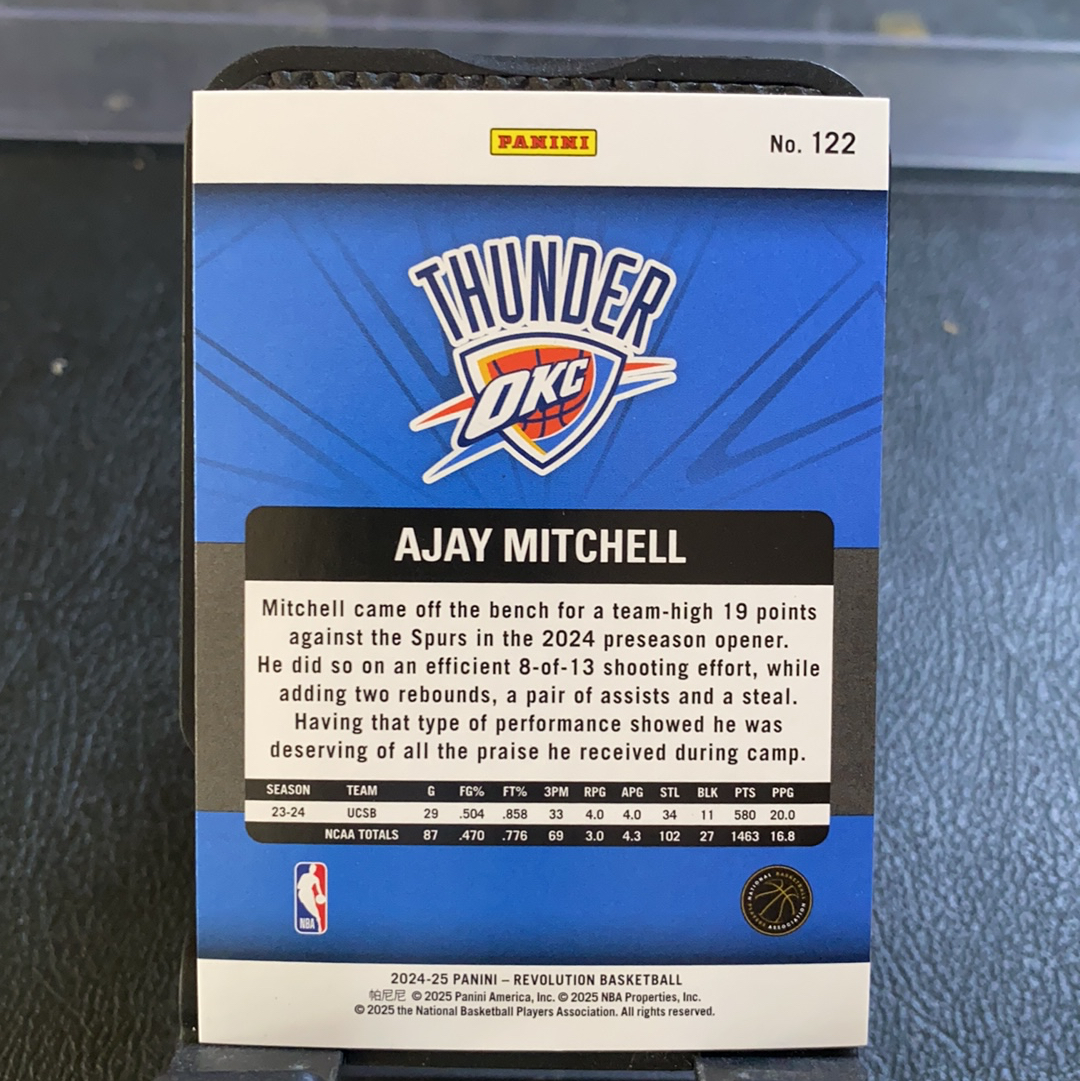 PANINI
No. 122
THUNDER
OKC
AJAY MITCHELL
Mitchell came off the bench for a team-high 19 points
against the Spurs in the 2024 preseason opener.
He did so on an efficient 8-of-13 shooting effort, while
adding two rebounds, a pair of assists and a steal.
Having that type of performance showed he was
deserving of all the praise he received during camp.
SEASON TEAM G FG% FT% 3PM RPG APG STL BLK PTS PPG
23-24 UCSB 29 .504 .858 33 4.0 4.0 34 11 580 20.0
NCAA TOTALS 87 .470 .776 69 3.0 4.3 102 27 1463 16.8
NBA
NATIONAL BASKETBALL PLAYERS ASSOCIATION
2024-25 PANINI – REVOLUTION BASKETBALL
帕尼尼 © 2025 Panini America, Inc. © 2025 NBA Properties, Inc.
© 2025 the National Basketball Players Association. All rights reserved.